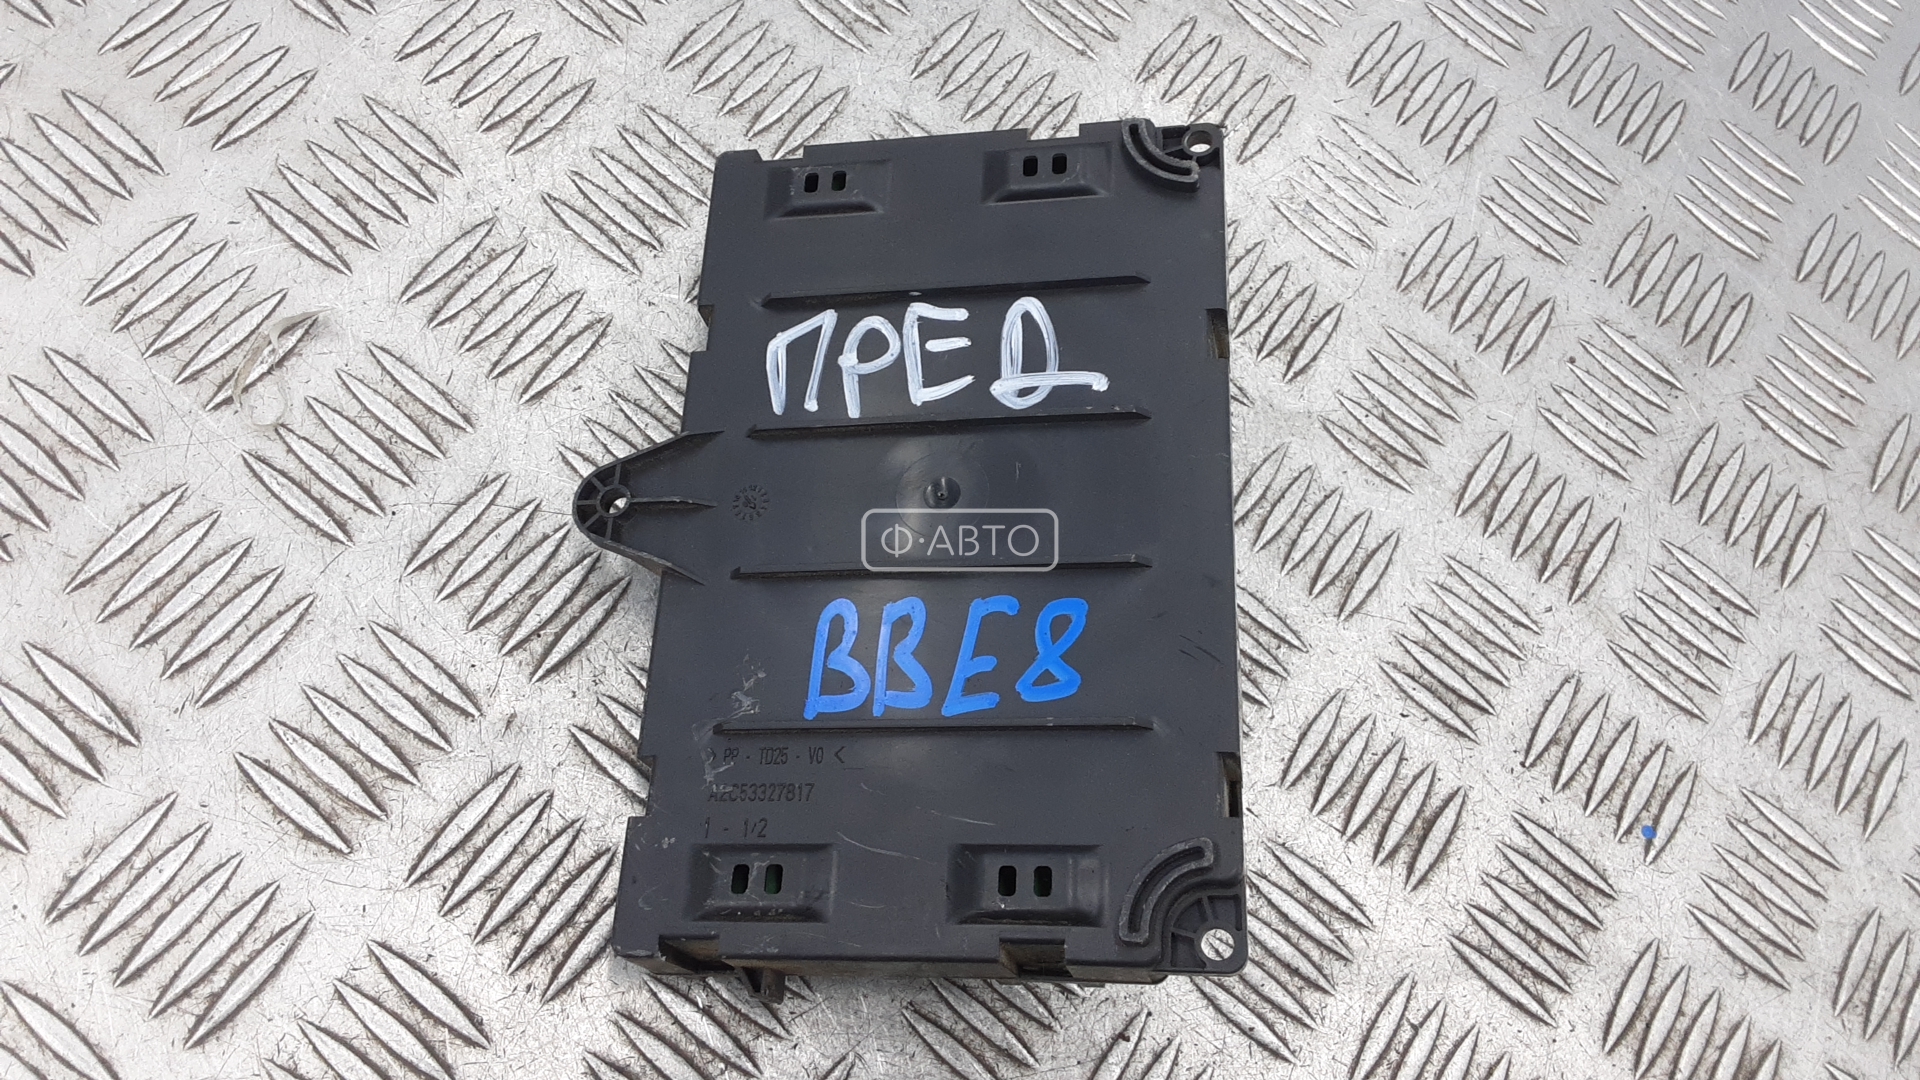 ПРЕД
Ф·АВТО
BBE8
> PP - TD25 - V0 <
A2C53327817
1 - 1/2